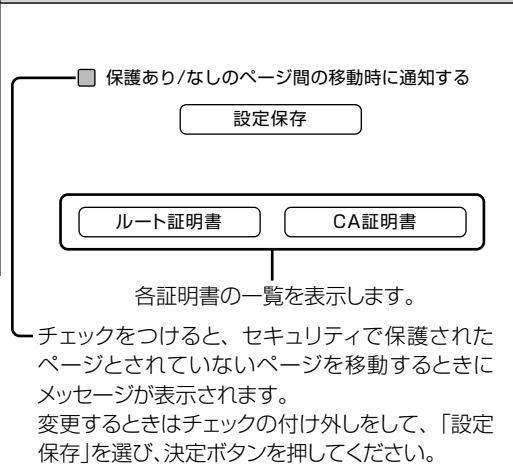 保護あり/なしのページ間の移動時に通知する
設定保存
ルート証明書
CA証明書
各証明書の一覧を表示します。
チェックをつけると、セキュリティで保護された
ページとされていないページを移動するときに
メッセージが表示されます。
変更するときはチェックの付け外しをして、「設定
保存」を選び、決定ボタンを押してください。